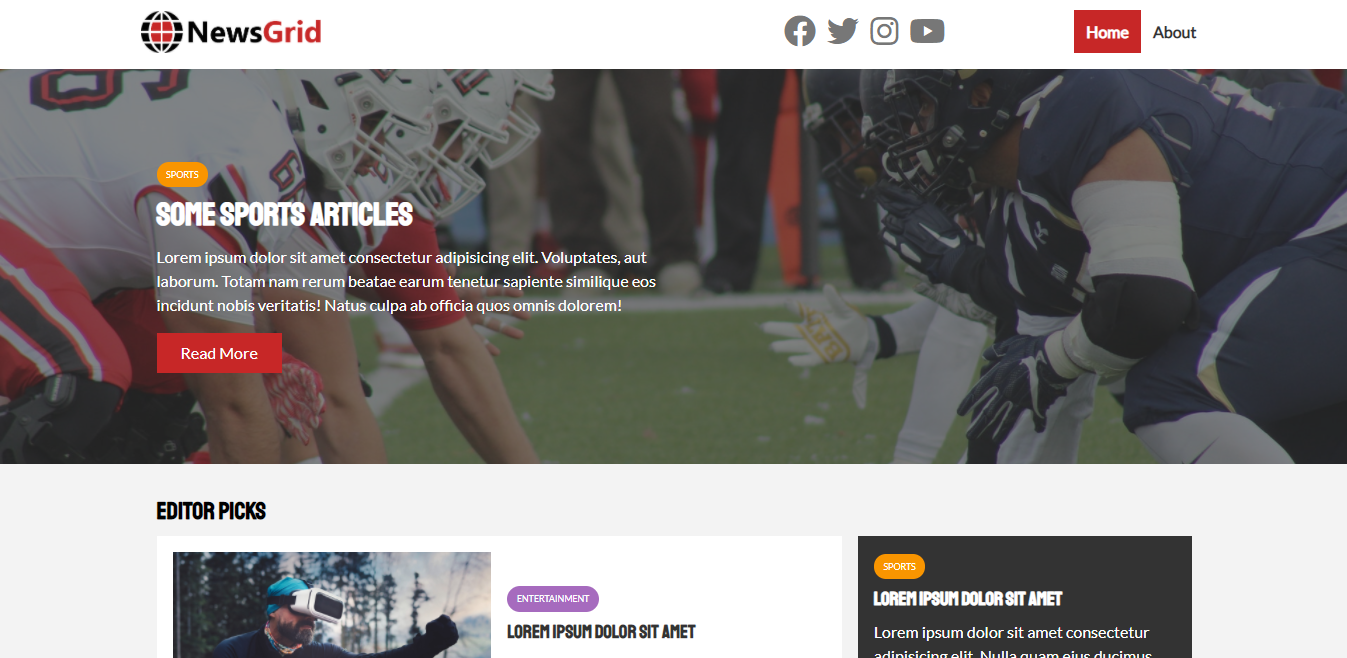 NewsGrid
Home
About
SPORTS
SOME SPORTS ARTICLES
Lorem ipsum dolor sit amet consectetur adipisicing elit. Voluptates, aut
laborum. Totam nam rerum beatae earum tenetur sapiente similique eos
incidunt nobis veritatis! Natus culpa ab officia quos omnis dolorem!
Read More
EDITOR PICKS
ENTERTAINMENT
LOREM IPSUM DOLOR SIT AMET
SPORTS
LOREM IPSUM DOLOR SIT AMET
Lorem ipsum dolor sit amet consectetur
adipisicing elit. Nulla quam eius ducimus